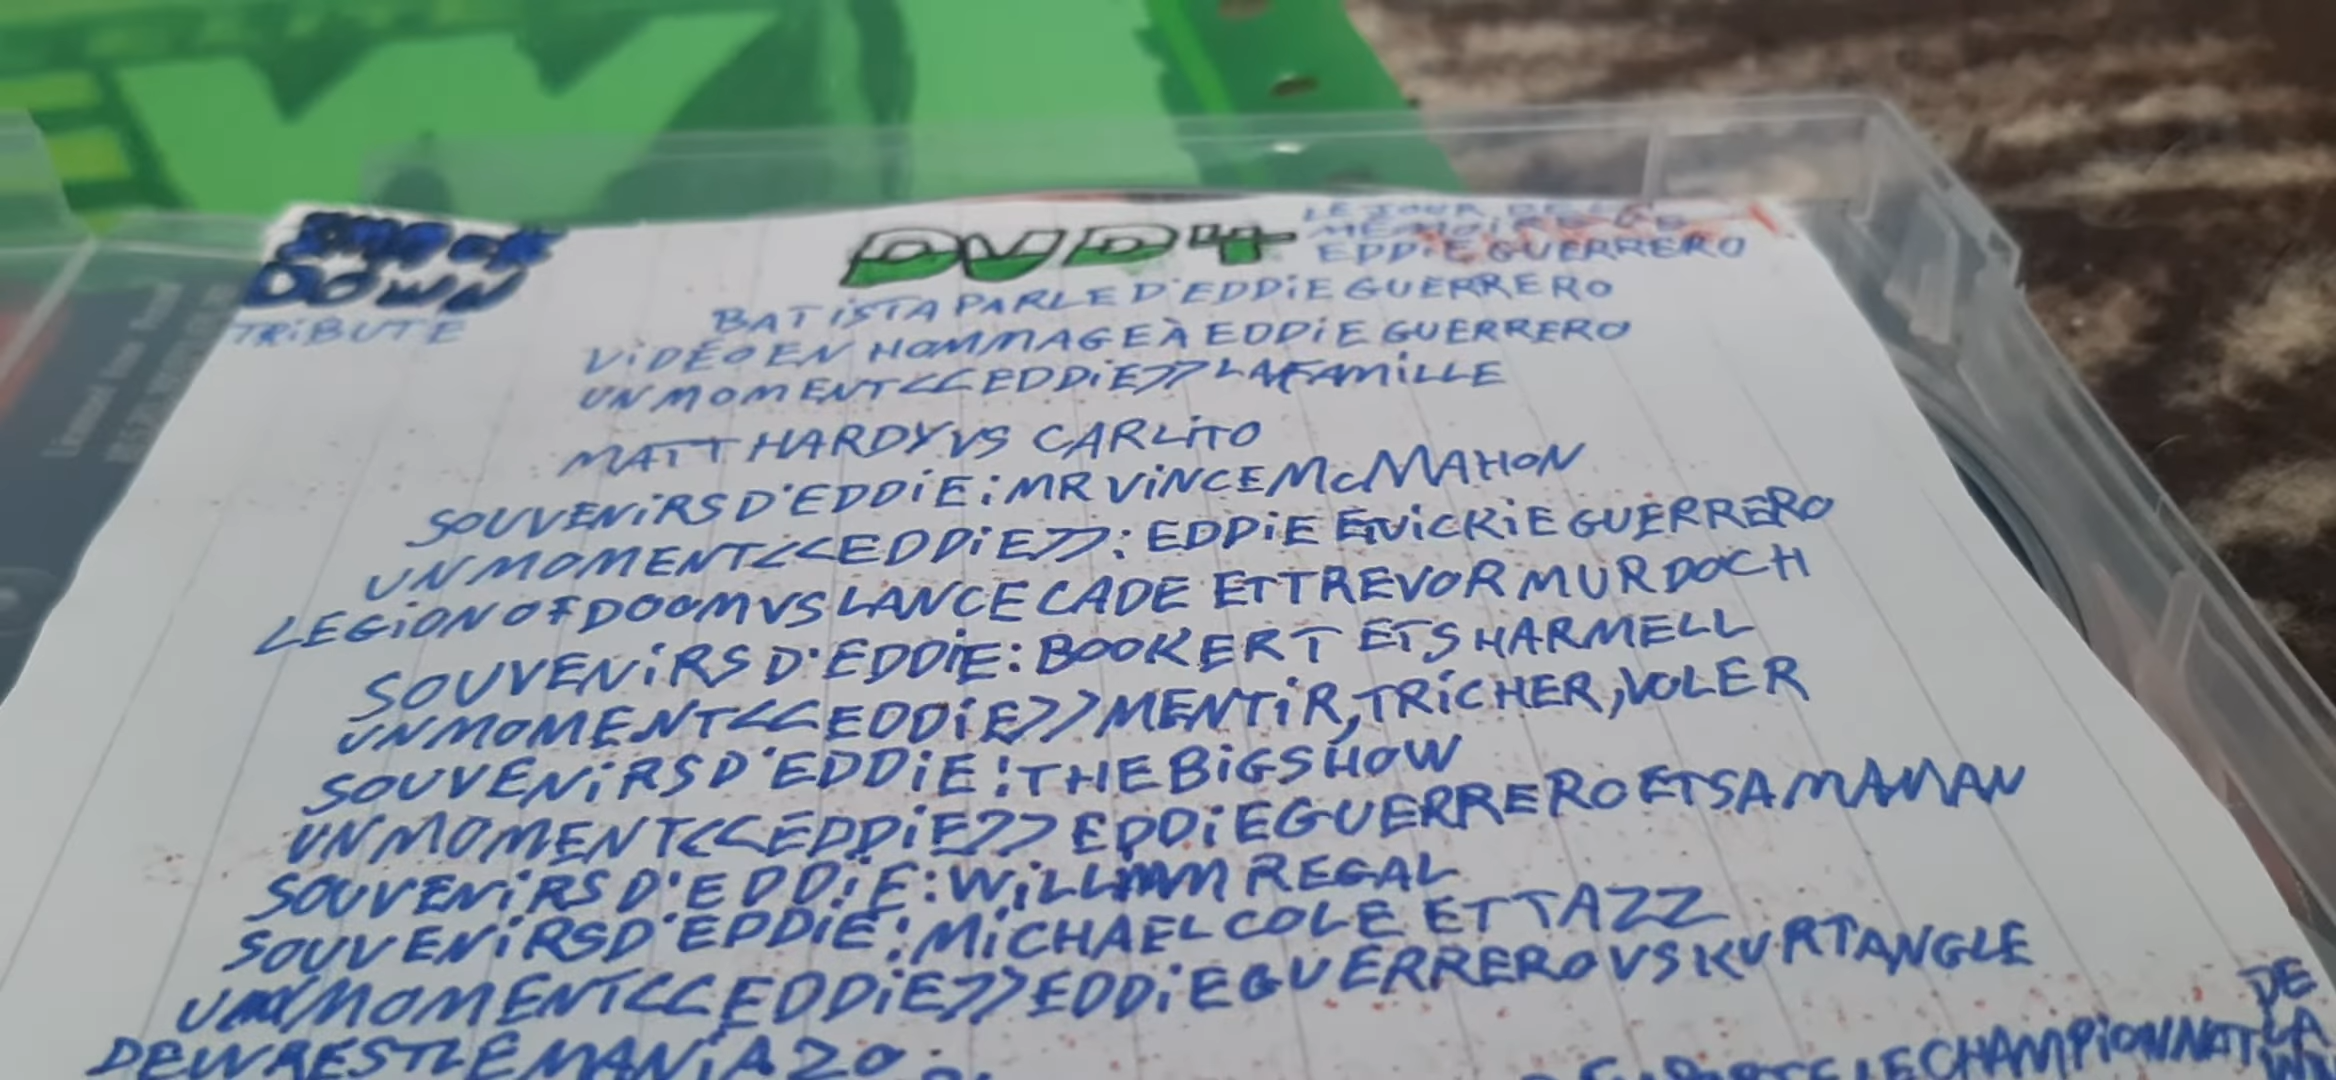 SMACK
DOWN
TRIBUTE
DVD 4
LE JOUR DE LA
MÉMOIRE DE
EDDIE GUERRERO
BATISTA PARLE D'EDDIE GUERRERO
VIDÉO EN HOMMAGE À EDDIE GUERRERO
UN MOMENT <<EDDIE>> LA FAMILLE
MATT HARDY VS CARLITO
SOUVENIRS D'EDDIE: MR VINCE MCMAHON
UN MOMENT <<EDDIE>>: EDDIE E VICKIE GUERRERO
LEGION OF DOOM VS LANCE CADE ET TREVOR MURDOCH
SOUVENIRS D'EDDIE: BOOKER T ET SHARMELL
UN MOMENT <<EDDIE>> MENTIR, TRICHER, VOLER
SOUVENIRS D'EDDIE: THE BIG SHOW
UN MOMENT <<EDDIE>> EDDIE GUERRERO ET SA MAMAN
SOUVENIRS D'EDDIE: WILLIAM REGAL
SOUVENIRS D'EDDIE: MICHAEL COLE ET TAZZ
UN MOMENT <<EDDIE>> EDDIE GUERRERO VS KURT ANGLE
DE WRESTLEMANIA 20
LE CHAMPIONNAT
DE
LA